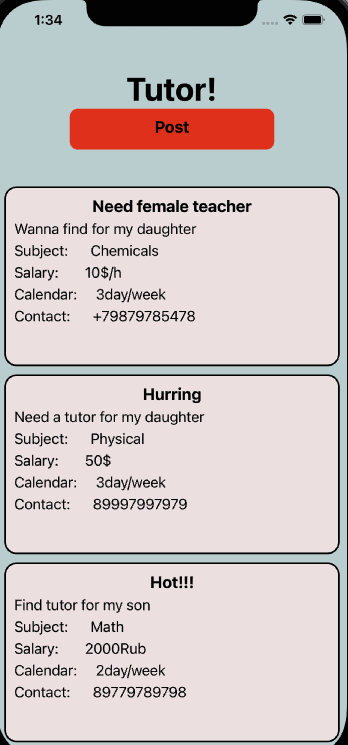 1:34
Tutor!
Post
Need female teacher
Wanna find for my daughter
Subject: Chemicals
Salary: 10$/h
Calendar: 3day/week
Contact: +79879785478
Hurring
Need a tutor for my daughter
Subject: Physical
Salary: 50$
Calendar: 3day/week
Contact: 89997997979
Hot!!!
Find tutor for my son
Subject: Math
Salary: 2000Rub
Calendar: 2day/week
Contact: 89779789798